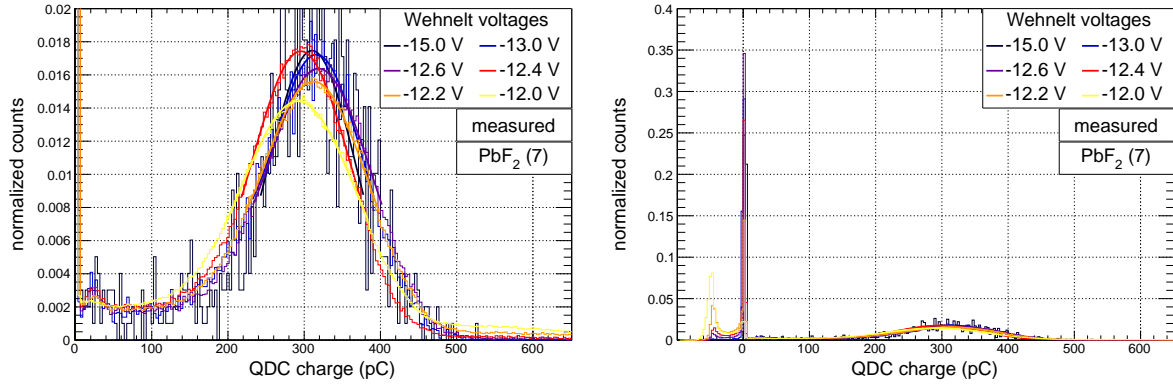 Wehnelt voltages
-15.0 V -13.0 V
-12.6 V -12.4 V
-12.2 V -12.0 V
measured
PbF2 (7)
normalized counts
0.02
0.018
0.016
0.014
0.012
0.01
0.008
0.006
0.004
0.002
0
0 100 200 300 400 500 600
QDC charge (pC)
Wehnelt voltages
-15.0 V -13.0 V
-12.6 V -12.4 V
-12.2 V -12.0 V
measured
PbF2 (7)
normalized counts
0.4
0.35
0.3
0.25
0.2
0.15
0.1
0.05
0
0 100 200 300 400 500 600
QDC charge (pC)